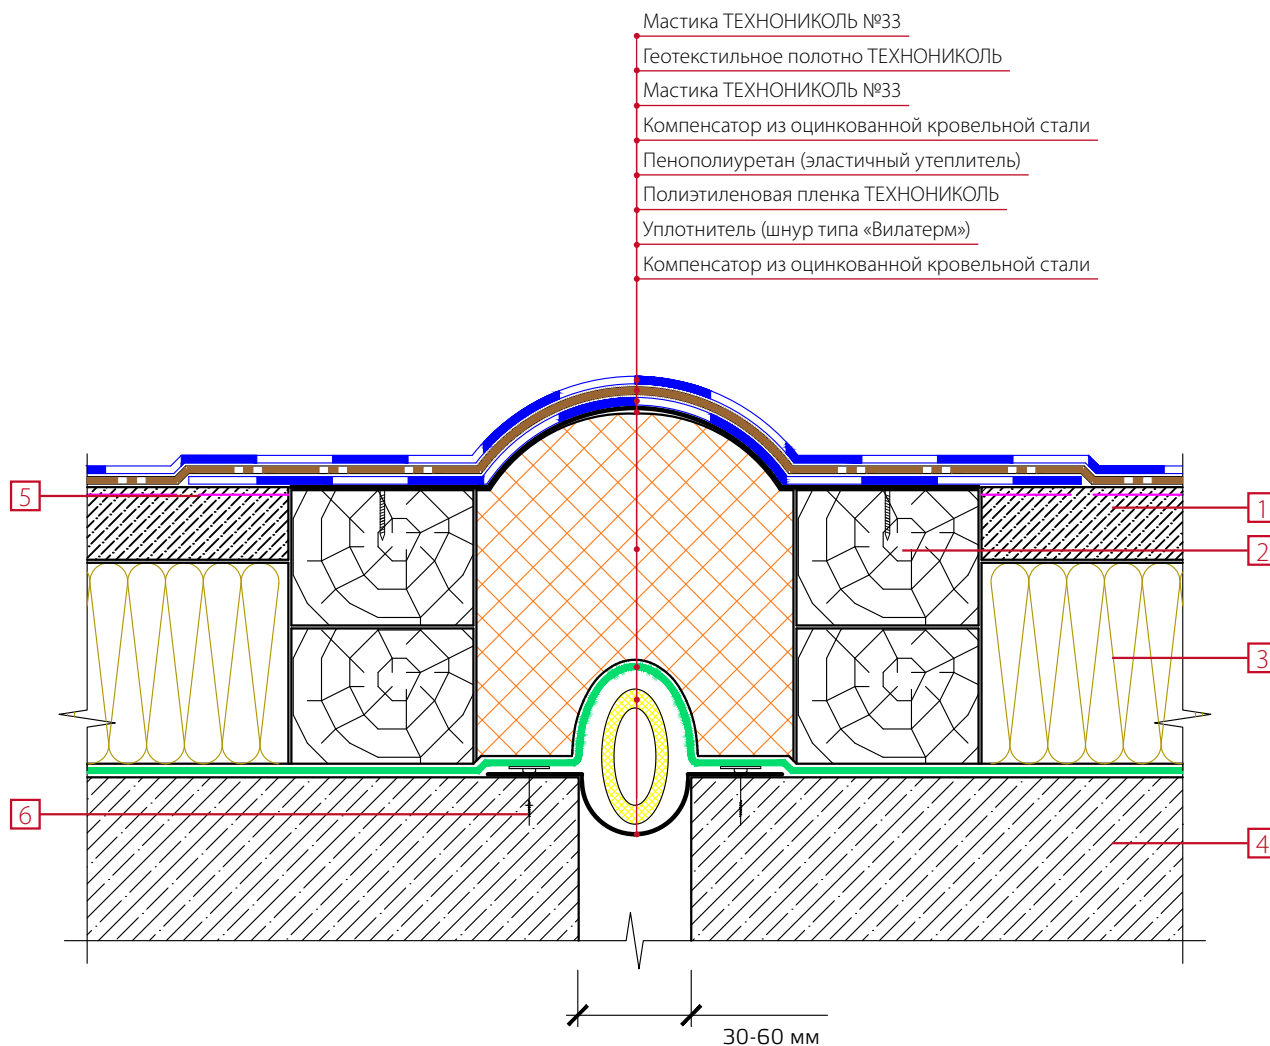 Мастика ТЕХНОНИКОЛЬ №33
Геотекстильное полотно ТЕХНОНИКОЛЬ
Мастика ТЕХНОНИКОЛЬ №33
Компенсатор из оцинкованной кровельной стали
Пенополиуретан (эластичный утеплитель)
Полиэтиленовая пленка ТЕХНОНИКОЛЬ
Уплотнитель (шнур типа «Вилатерм»)
Компенсатор из оцинкованной кровельной стали
5
1
2
3
6
4
30-60 мм